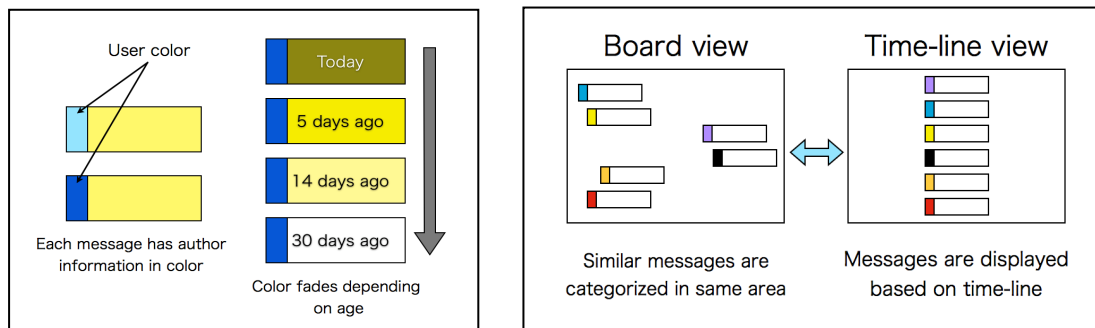 User color
Each message has author
information in color
Today
5 days ago
14 days ago
30 days ago
Color fades depending
on age
Board view
Similar messages are
categorized in same area
Time-line view
Messages are displayed
based on time-line